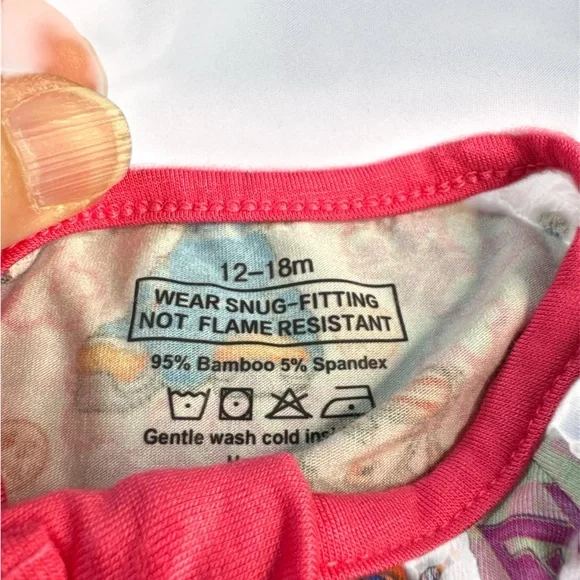 12-18m
WEAR SNUG-FITTING
NOT FLAME RESISTANT
95% Bamboo 5% Spandex
Gentle wash cold